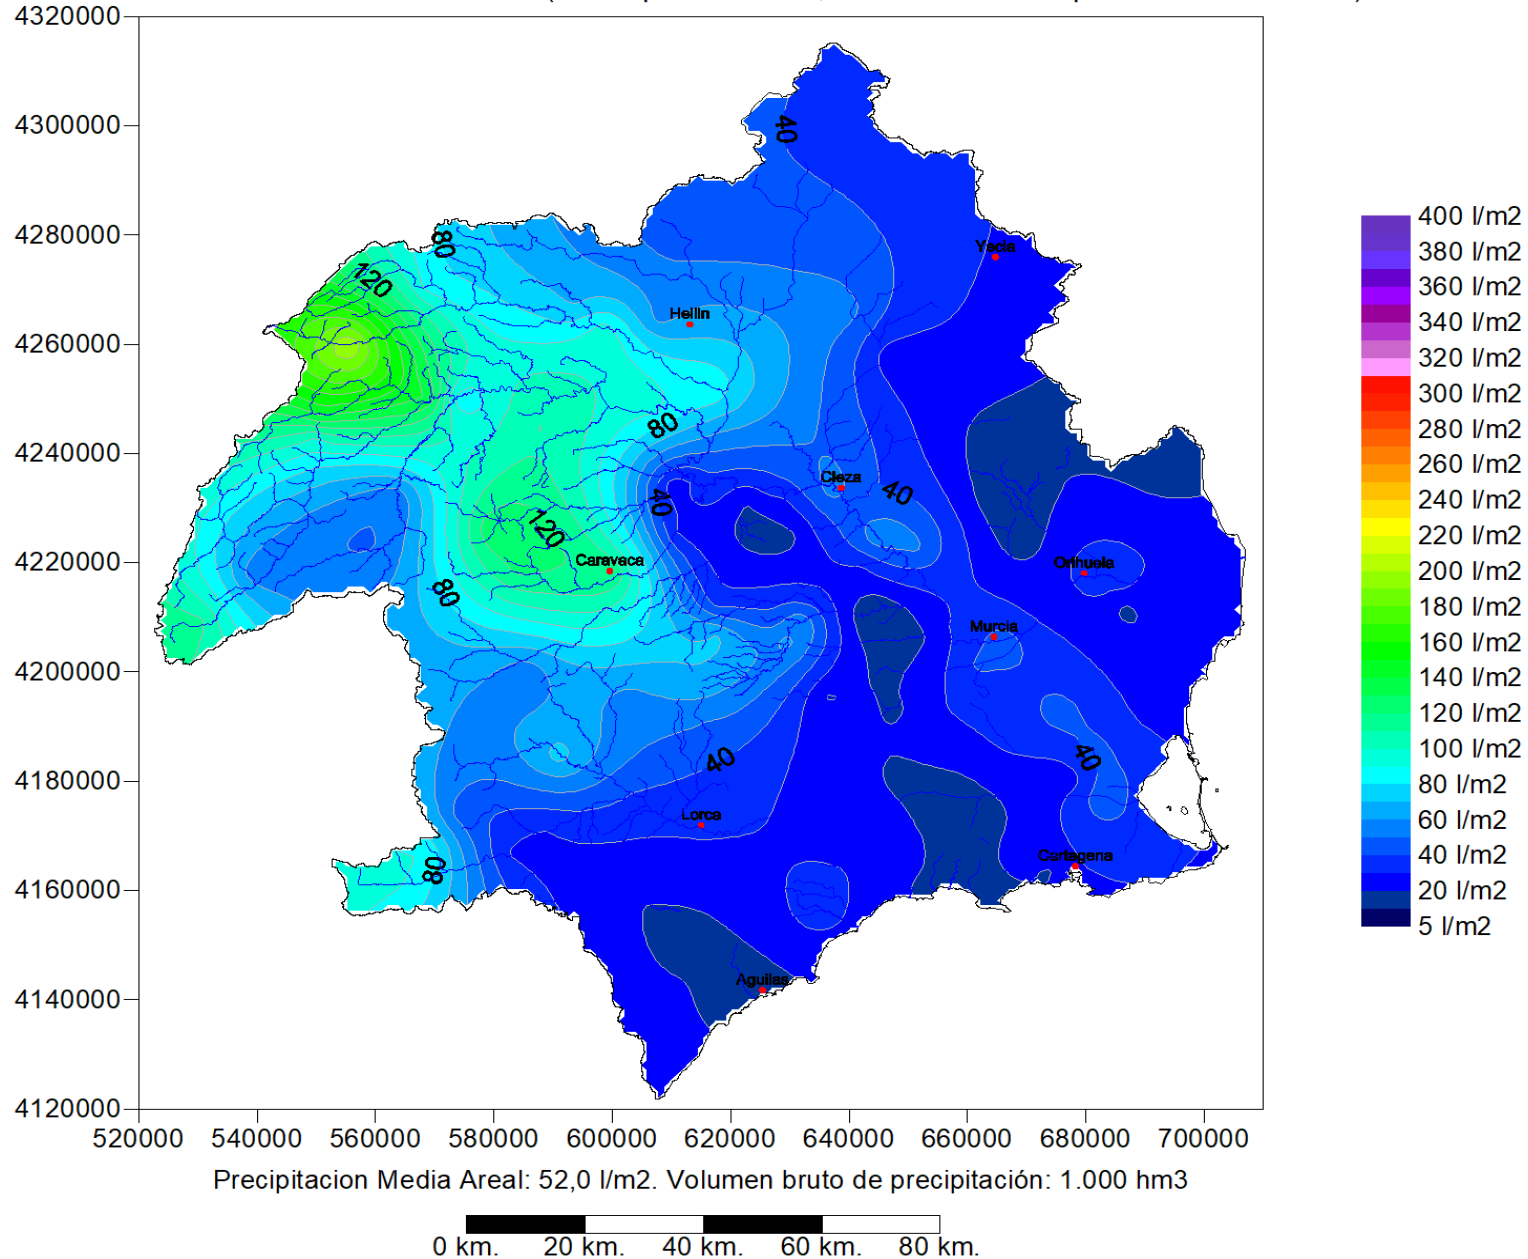 4320000
4300000
4280000
4260000
4240000
4220000
4200000
4180000
4160000
4140000
4120000
520000 540000 560000 580000 600000 620000 640000 660000 680000 700000
40
80
120
Yecla
Hellin
80
40
Cieza
40
120
Caravaca
Orihuela
80
Murcia
40
40
Lorca
Cartagena
80
Aguilas
400 l/m2
380 l/m2
360 l/m2
340 l/m2
320 l/m2
300 l/m2
280 l/m2
260 l/m2
240 l/m2
220 l/m2
200 l/m2
180 l/m2
160 l/m2
140 l/m2
120 l/m2
100 l/m2
80 l/m2
60 l/m2
40 l/m2
20 l/m2
5 l/m2
Precipitacion Media Areal: 52,0 l/m2. Volumen bruto de precipitación: 1.000 hm3
0 km. 20 km. 40 km. 60 km. 80 km.